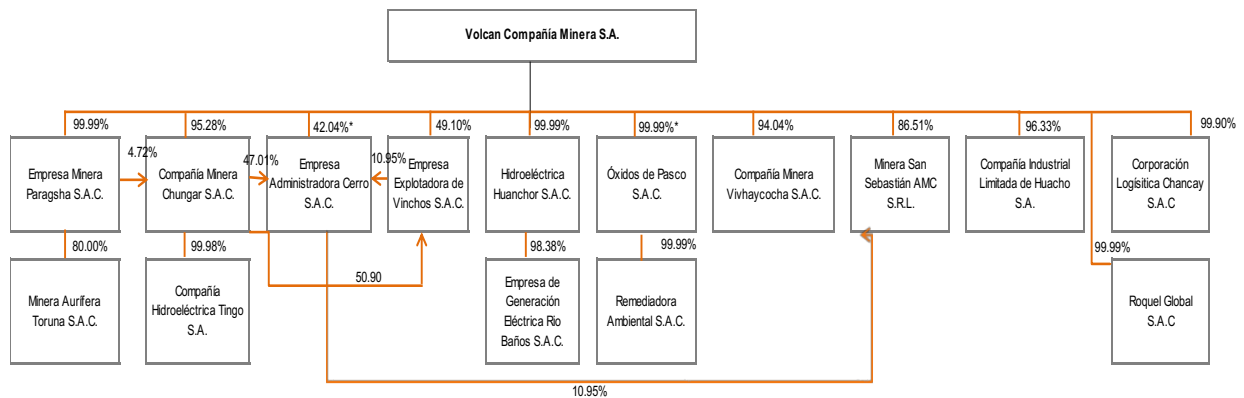 Volcan Compañía Minera S.A.
99.99%
95.28%
42.04%*
49.10%
99.99%
99.99%*
94.04%
86.51%
96.33%
99.90%
Empresa Minera
Paragsha S.A.C.
4.72%
Compañía Minera
Chungar S.A.C.
47.01%
Empresa
Administradora Cerro
S.A.C.
10.95%
Empresa
Explotadora de
Vinchos S.A.C.
Hidroeléctrica
Huanchor S.A.C.
Óxidos de Pasco
S.A.C.
Compañía Minera
Vivhaycocha S.A.C.
Minera San
Sebastián AMC
S.R.L.
Compañía Industrial
Limitada de Huacho
S.A.
Corporación
Logísitica Chancay
S.A.C
80.00%
99.98%
50.90
98.38%
99.99%
99.99%
Minera Aurífera
Toruna S.A.C.
Compañía
Hidroeléctrica Tingo
S.A.
Empresa de
Generación
Eléctrica Rio
Baños S.A.C.
Remediadora
Ambiental S.A.C.
Roquel Global
S.A.C
10.95%